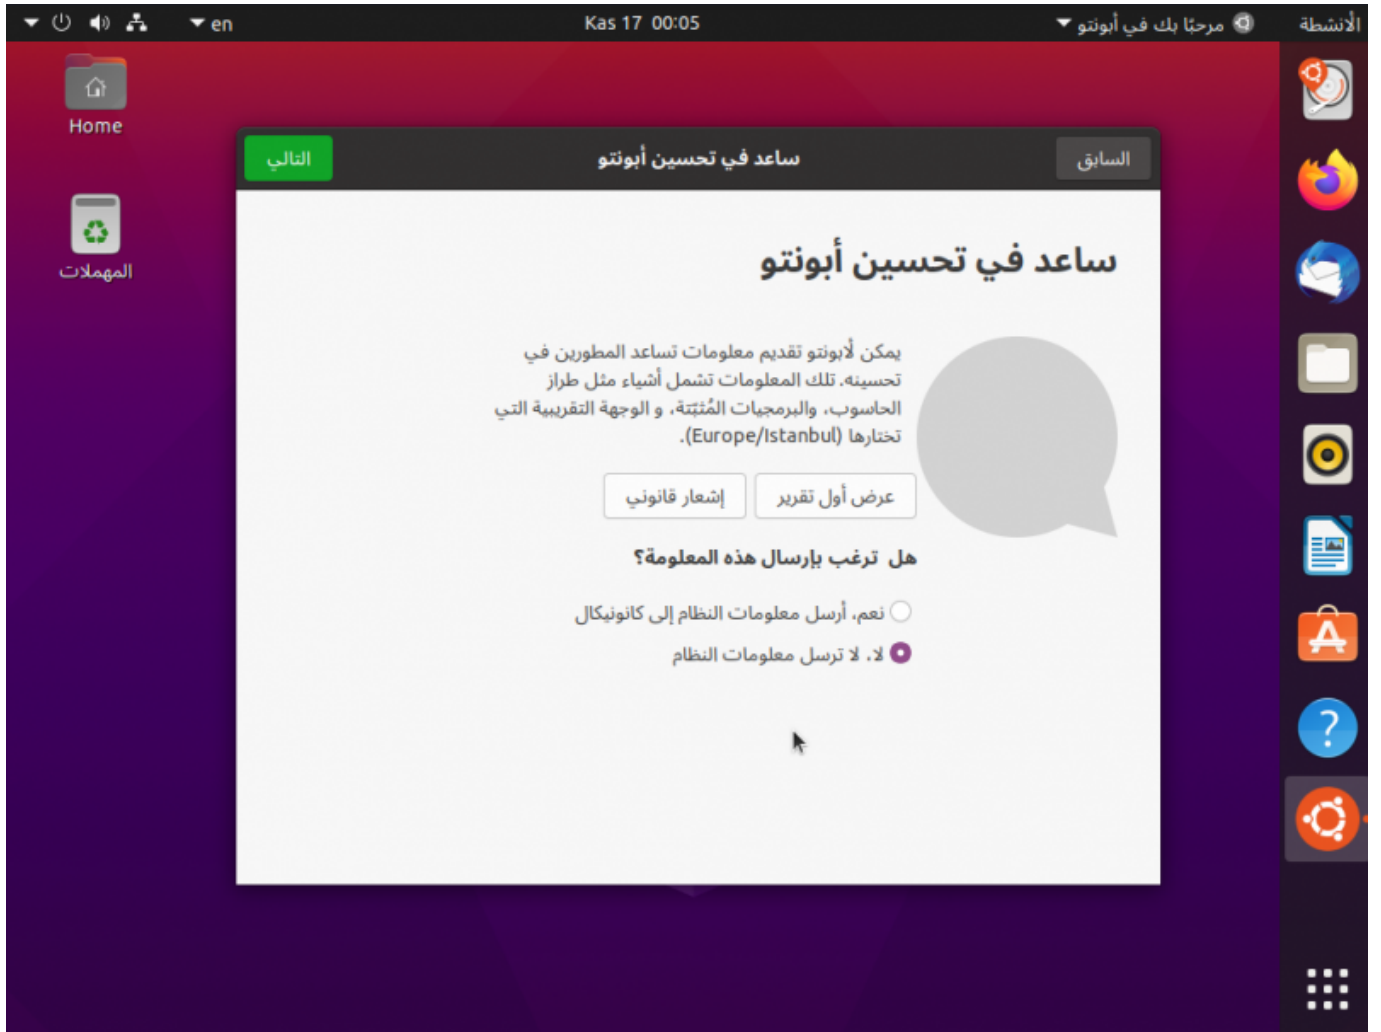 الأنشطة
مرحبًا بك في أبونتو
Kas 17 00:05
en
Home
المهملات
السابق
ساعد في تحسين أبونتو
التالي
ساعد في تحسين أبونتو
يمكن لأبونتو تقديم معلومات تساعد المطورين في
تحسينه. تلك المعلومات تشمل أشياء مثل طراز
الحاسوب، والبرمجيات المُثبّتة، و الوجهة التقريبية التي
تختارها (Europe/Istanbul).
عرض أول تقرير
إشعار قانوني
هل ترغب بإرسال هذه المعلومة؟
نعم، أرسل معلومات النظام إلى كانونيكال
لا، لا ترسل معلومات النظام